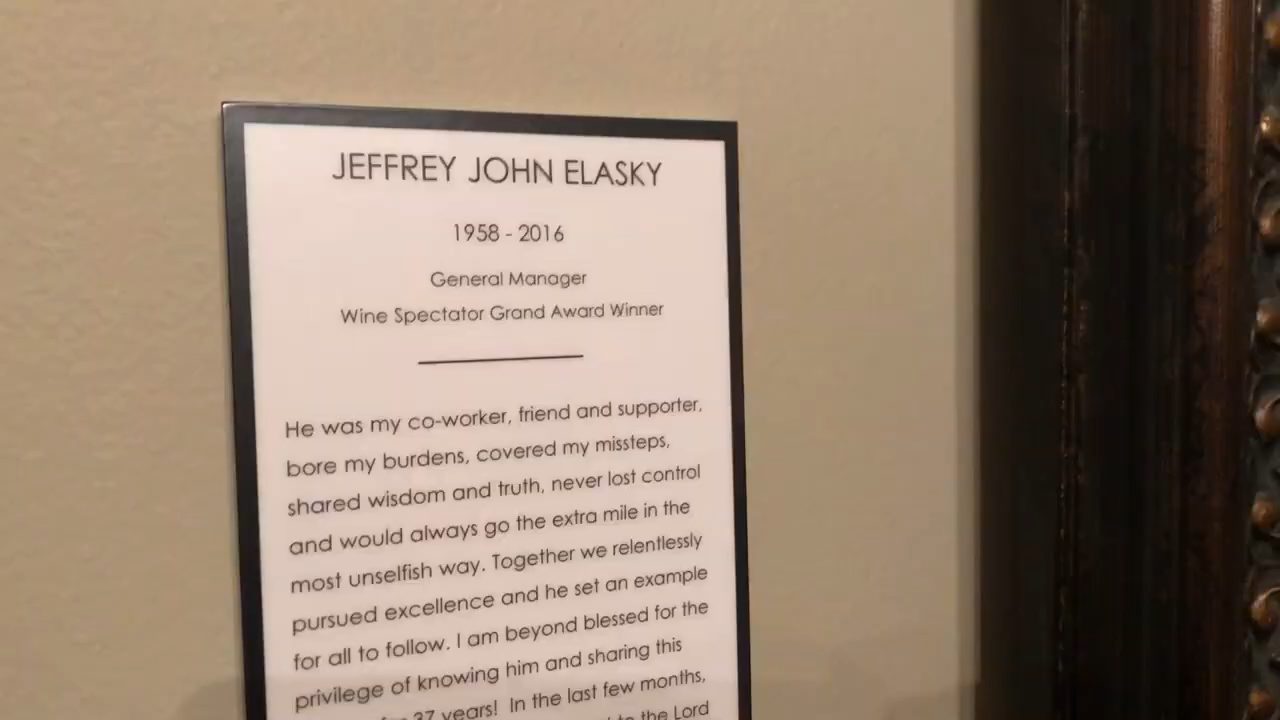 JEFFREY JOHN ELASKY
1958 - 2016
General Manager
Wine Spectator Grand Award Winner
He was my co-worker, friend and supporter,
bore my burdens, covered my missteps,
shared wisdom and truth, never lost control
and would always go the extra mile in the
most unselfish way. Together we relentlessly
pursued excellence and he set an example
for all to follow. I am beyond blessed for the
privilege of knowing him and sharing this
37 years! In the last few months,
to the Lord